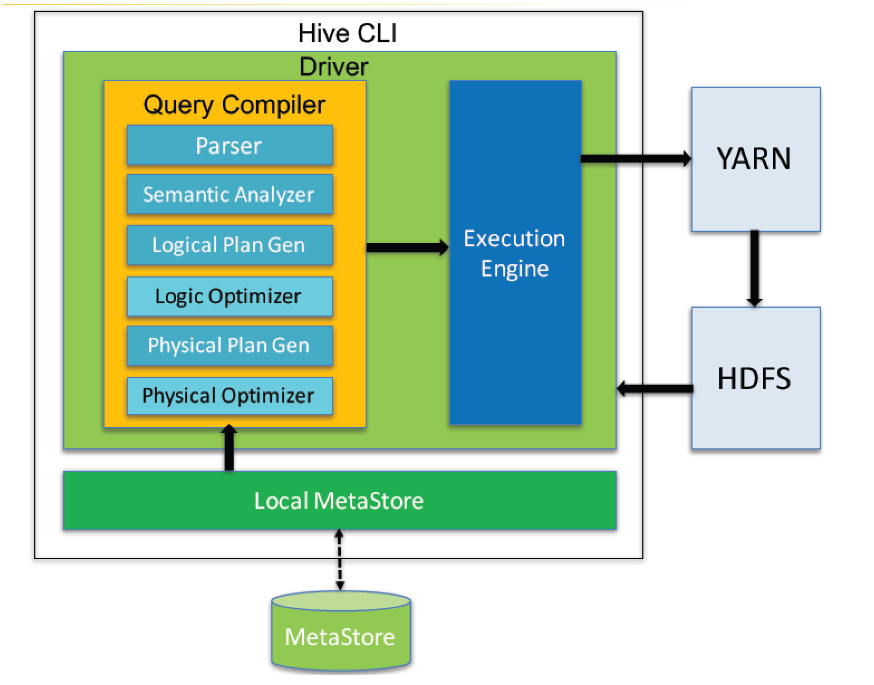 Hive CLI
Driver
Query Compiler
Parser
Semantic Analyzer
Logical Plan Gen
Logic Optimizer
Physical Plan Gen
Physical Optimizer
Execution
Engine
YARN
HDFS
Local MetaStore
MetaStore